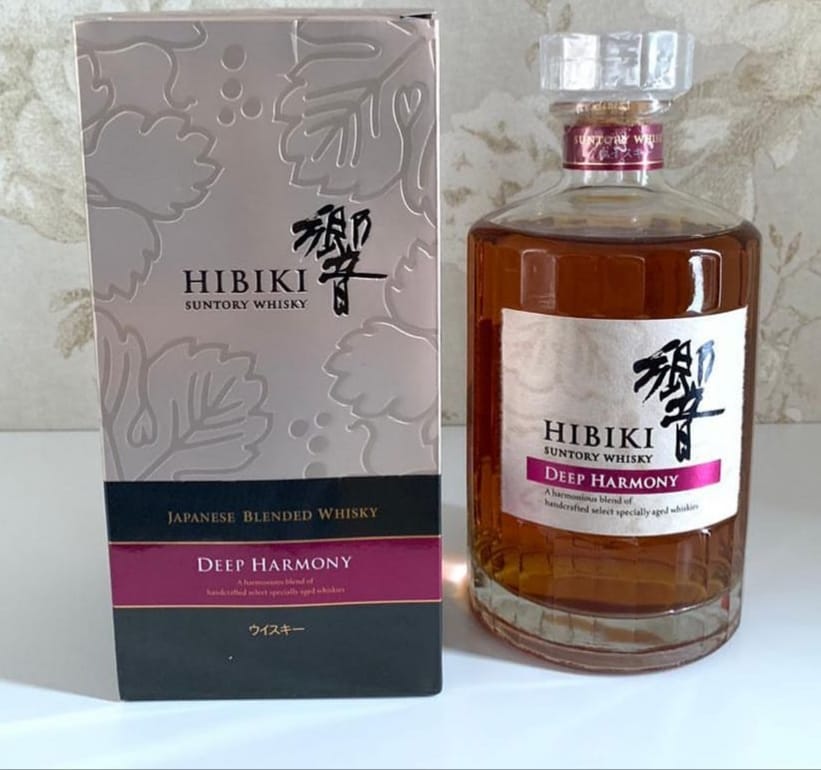 HIBIKI
SUNTORY WHISKY
響
JAPANESE BLENDED WHISKY
DEEP HARMONY
A harmonious blend of
handcrafted select specially aged whiskies
ウイスキー
SUNTORY WHIS
HIBIKI
SUNTORY WHISKY
響
DEEP HARMONY
A harmonious blend of
handcrafted select specially aged whiskies